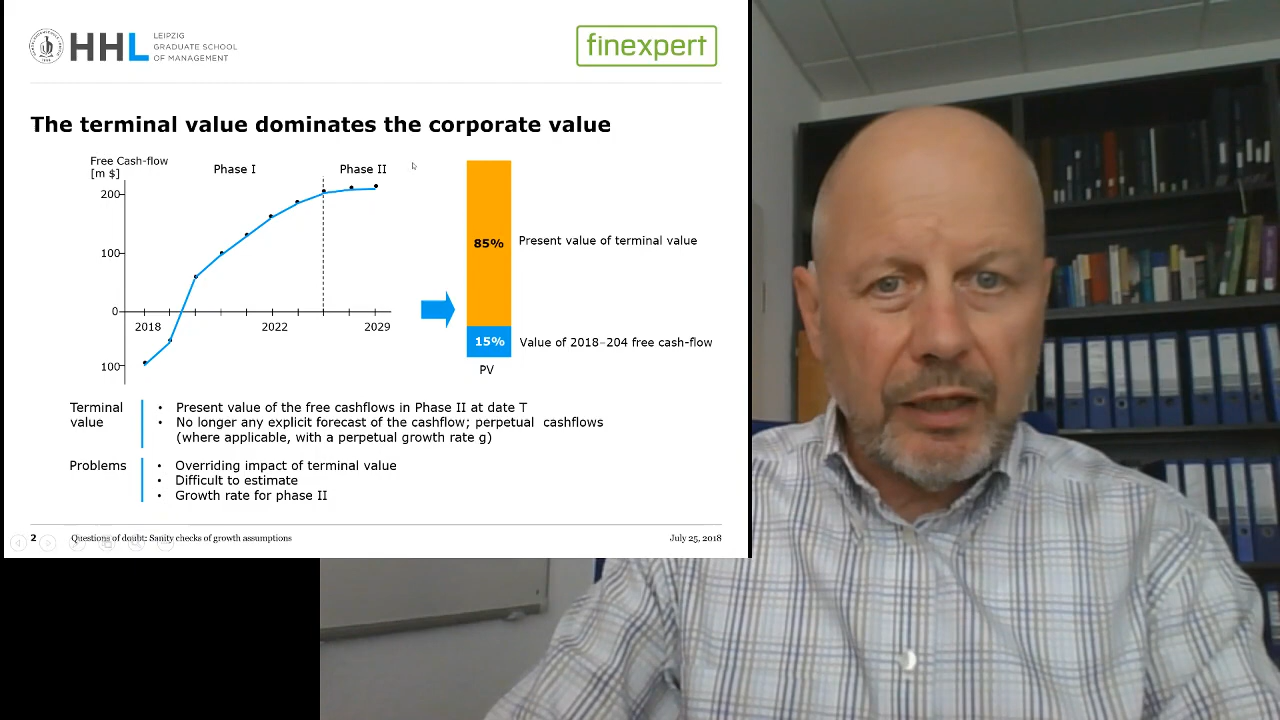 HHL
LEIPZIG
GRADUATE SCHOOL
OF MANAGEMENT
finexpert
The terminal value dominates the corporate value
Free Cash-flow
[m $]
Phase I
Phase II
200
100
0
100
2018
2022
2029
85%
Present value of terminal value
15%
Value of 2018–204 free cash-flow
PV
Terminal
value
• Present value of the free cashflows in Phase II at date T
• No longer any explicit forecast of the cashflow; perpetual cashflows
(where applicable, with a perpetual growth rate g)
Problems
• Overriding impact of terminal value
• Difficult to estimate
• Growth rate for phase II
2
Questions of doubt: Sanity checks of growth assumptions
July 25, 2018